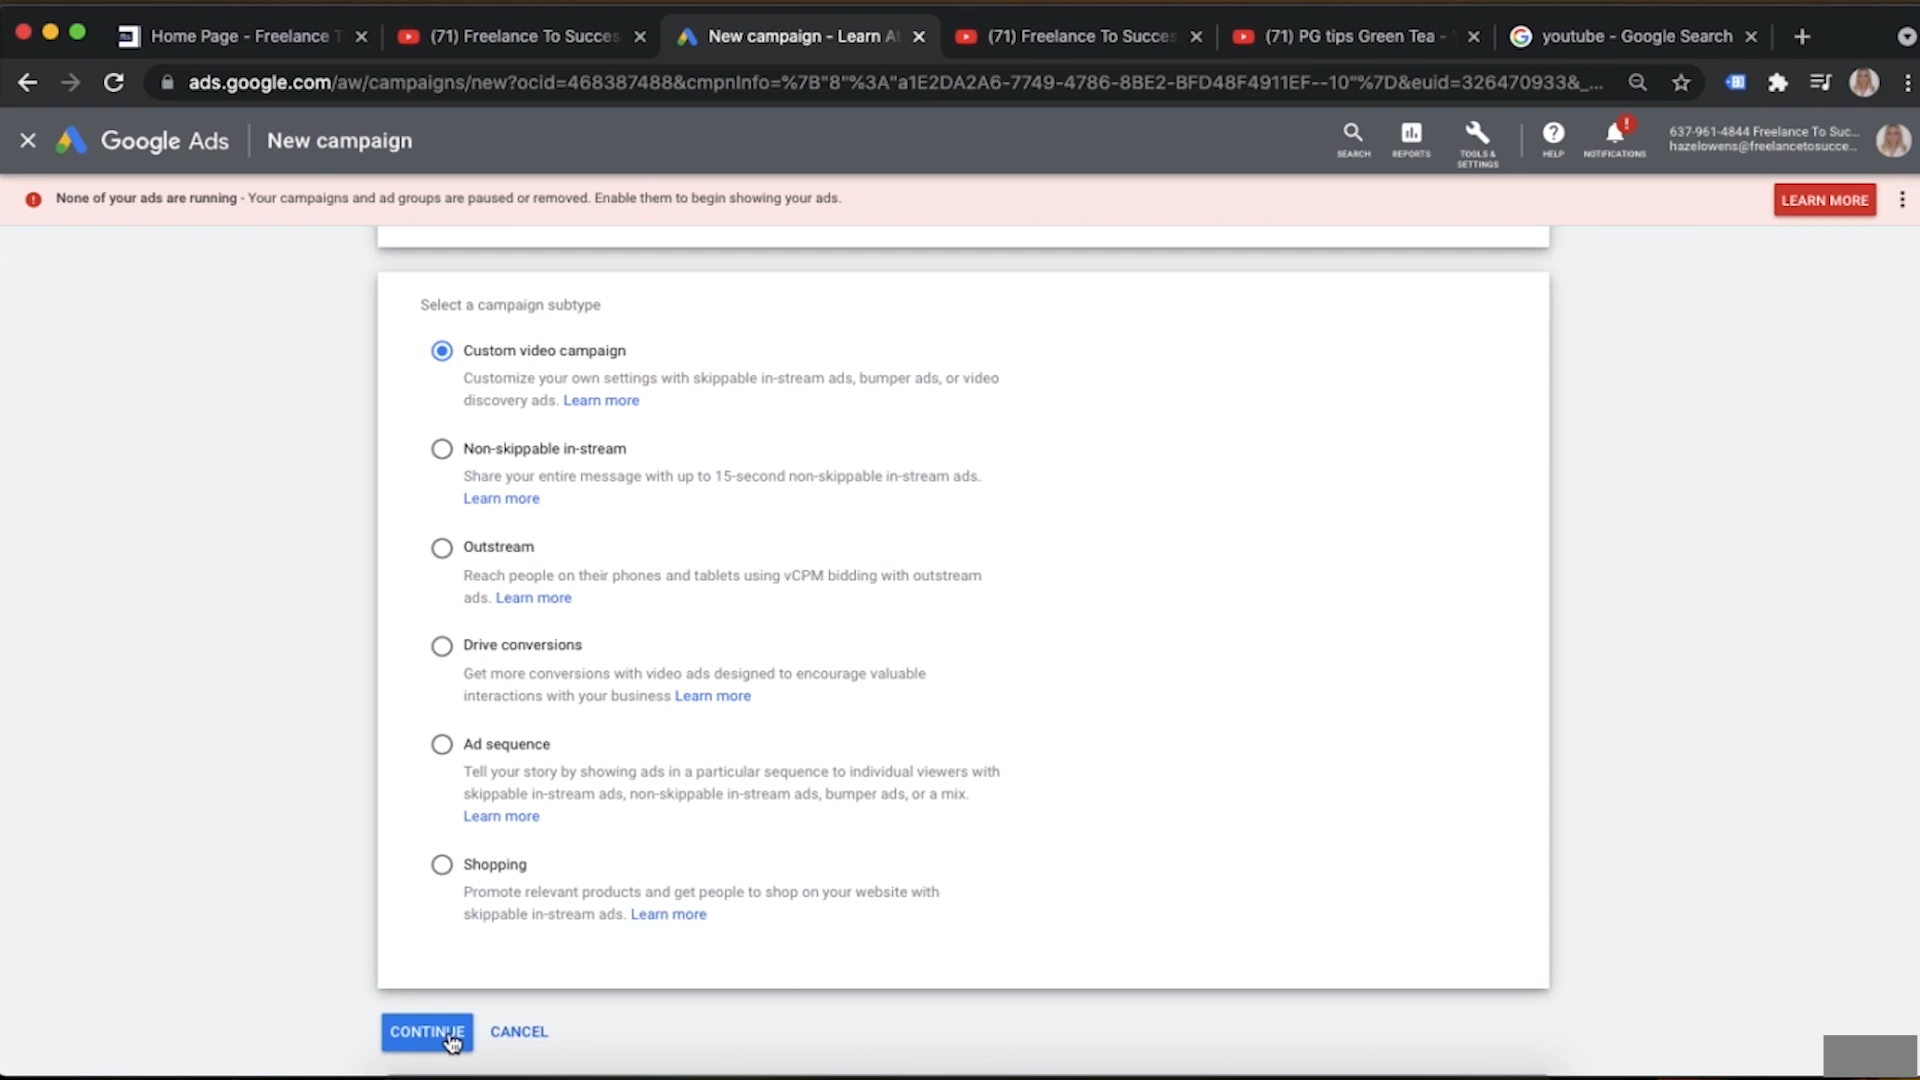 Home Page - Freelance T
(71) Freelance To Succes
New campaign - Learn A
(71) Freelance To Succes
(71) PG tips Green Tea -
youtube - Google Search
ads.google.com/aw/campaigns/new?ocid=468387488&cmpnInfo=%7B"8"%3A"a1E2DA2A6-7749-4786-8BE2-BFD48F4911EF--10"%7D&euid=326470933&_...
Google Ads
New campaign
SEARCH
REPORTS
TOOLS & SETTINGS
HELP
NOTIFICATIONS
637-961-4844 Freelance To Suc...
hazelowens@freelancetosucce...
None of your ads are running - Your campaigns and ad groups are paused or removed. Enable them to begin showing your ads.
LEARN MORE
Select a campaign subtype
Custom video campaign
Customize your own settings with skippable in-stream ads, bumper ads, or video
discovery ads. Learn more
Non-skippable in-stream
Share your entire message with up to 15-second non-skippable in-stream ads.
Learn more
Outstream
Reach people on their phones and tablets using vCPM bidding with outstream
ads. Learn more
Drive conversions
Get more conversions with video ads designed to encourage valuable
interactions with your business Learn more
Ad sequence
Tell your story by showing ads in a particular sequence to individual viewers with
skippable in-stream ads, non-skippable in-stream ads, bumper ads, or a mix.
Learn more
Shopping
Promote relevant products and get people to shop on your website with
skippable in-stream ads. Learn more
CONTINUE
CANCEL